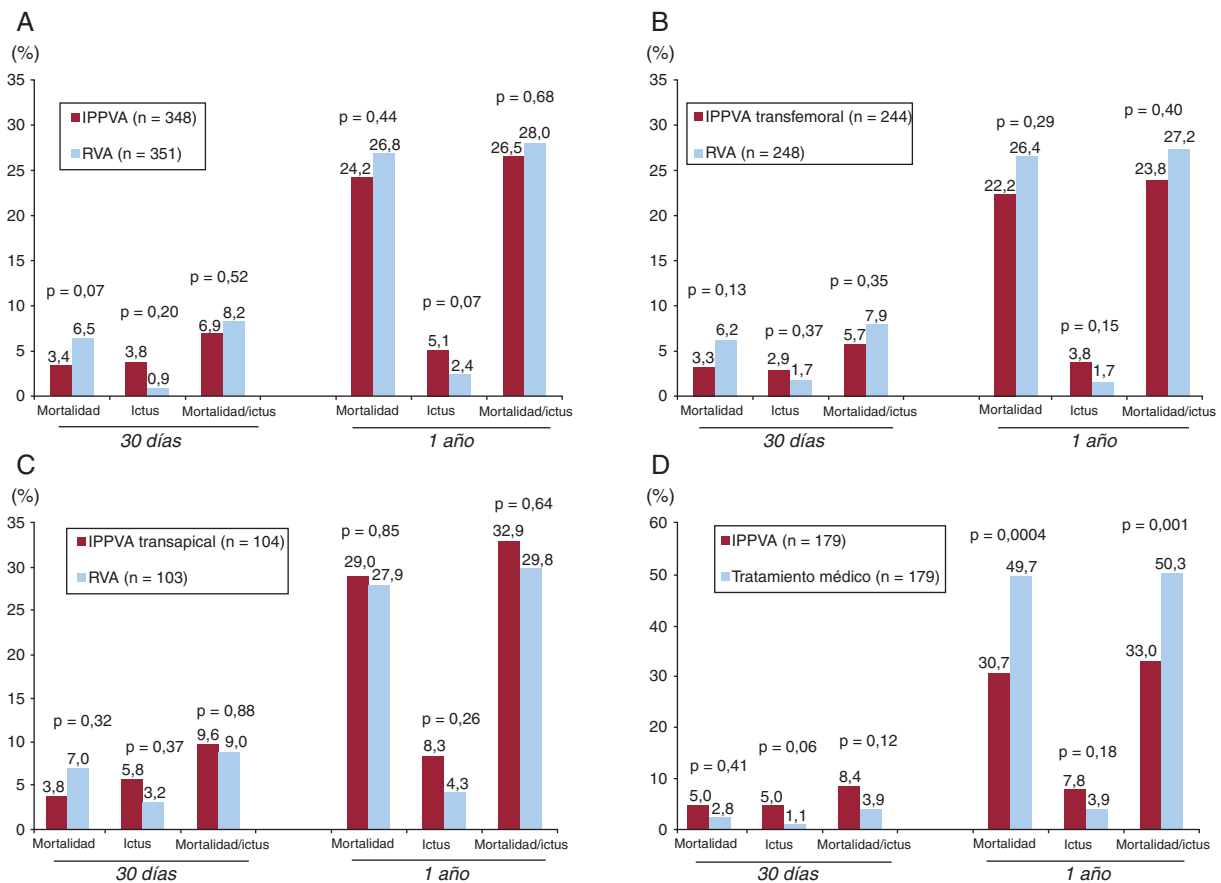 A
(%)
35
30
25
20
15
10
5
0
IPPVA (n = 348)
RVA (n = 351)
p = 0,07
3,4
6,5
p = 0,20
3,8
0,9
p = 0,52
6,9
8,2
p = 0,44
24,2
26,8
p = 0,07
5,1
2,4
p = 0,68
26,5
28,0
Mortalidad Ictus Mortalidad/ictus Mortalidad Ictus Mortalidad/ictus
30 días 1 año
B
(%)
35
30
25
20
15
10
5
0
IPPVA transfemoral (n = 244)
RVA (n = 248)
p = 0,13
3,3
6,2
p = 0,37
2,9
1,7
p = 0,35
5,7
7,9
p = 0,29
22,2
26,4
p = 0,15
3,8
1,7
p = 0,40
23,8
27,2
Mortalidad Ictus Mortalidad/ictus Mortalidad Ictus Mortalidad/ictus
30 días 1 año
C
(%)
35
30
25
20
15
10
5
0
IPPVA transapical (n = 104)
RVA (n = 103)
p = 0,32
3,8
7,0
p = 0,37
5,8
3,2
p = 0,88
9,6
9,0
p = 0,85
29,0
27,9
p = 0,26
8,3
4,3
p = 0,64
32,9
29,8
Mortalidad Ictus Mortalidad/ictus Mortalidad Ictus Mortalidad/ictus
30 días 1 año
D
(%)
60
50
40
30
20
10
0
IPPVA (n = 179)
Tratamiento médico (n = 179)
p = 0,41
5,0
2,8
p = 0,06
5,0
1,1
p = 0,12
8,4
3,9
p = 0,0004
30,7
49,7
p = 0,18
7,8
3,9
p = 0,001
33,0
50,3
Mortalidad Ictus Mortalidad/ictus Mortalidad Ictus Mortalidad/ictus
30 días 1 año